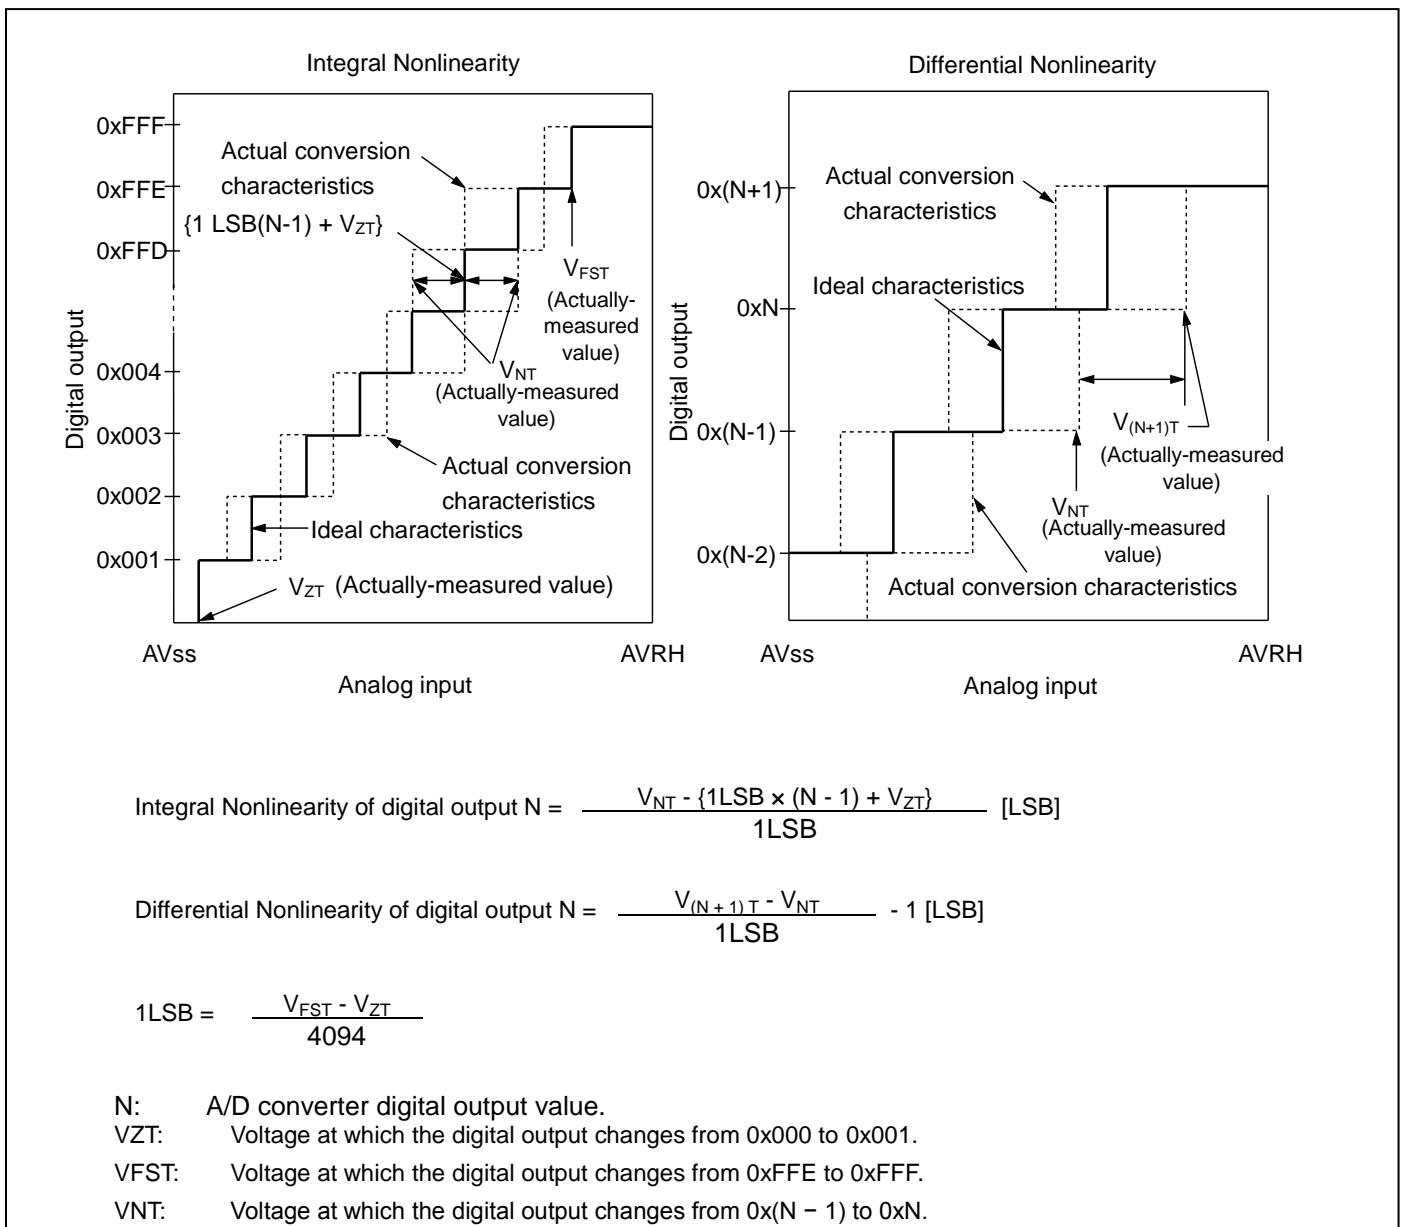 Integral Nonlinearity
0xFFF
0xFFE
0xFFD
0x004
0x003
0x002
0x001
Digital output
Actual conversion
characteristics
{1 LSB(N-1) + VZT}
VFST
(Actually-
measured
value)
VNT
(Actually-measured
value)
Actual conversion
characteristics
Ideal characteristics
VZT (Actually-measured value)
AVss
AVRH
Analog input
Differential Nonlinearity
0x(N+1)
0xN
0x(N-1)
0x(N-2)
Digital output
Actual conversion
characteristics
Ideal characteristics
V(N+1)T
(Actually-measured
value)
VNT
(Actually-measured
value)
Actual conversion characteristics
AVss
AVRH
Analog input
Integral Nonlinearity of digital output N = VNT - {1LSB × (N - 1) + VZT} [LSB]
1LSB
Differential Nonlinearity of digital output N = V(N + 1) T - VNT - 1 [LSB]
1LSB
1LSB = VFST - VZT
4094
N: A/D converter digital output value.
VZT: Voltage at which the digital output changes from 0x000 to 0x001.
VFST: Voltage at which the digital output changes from 0xFFE to 0xFFF.
VNT: Voltage at which the digital output changes from 0x(N − 1) to 0xN.